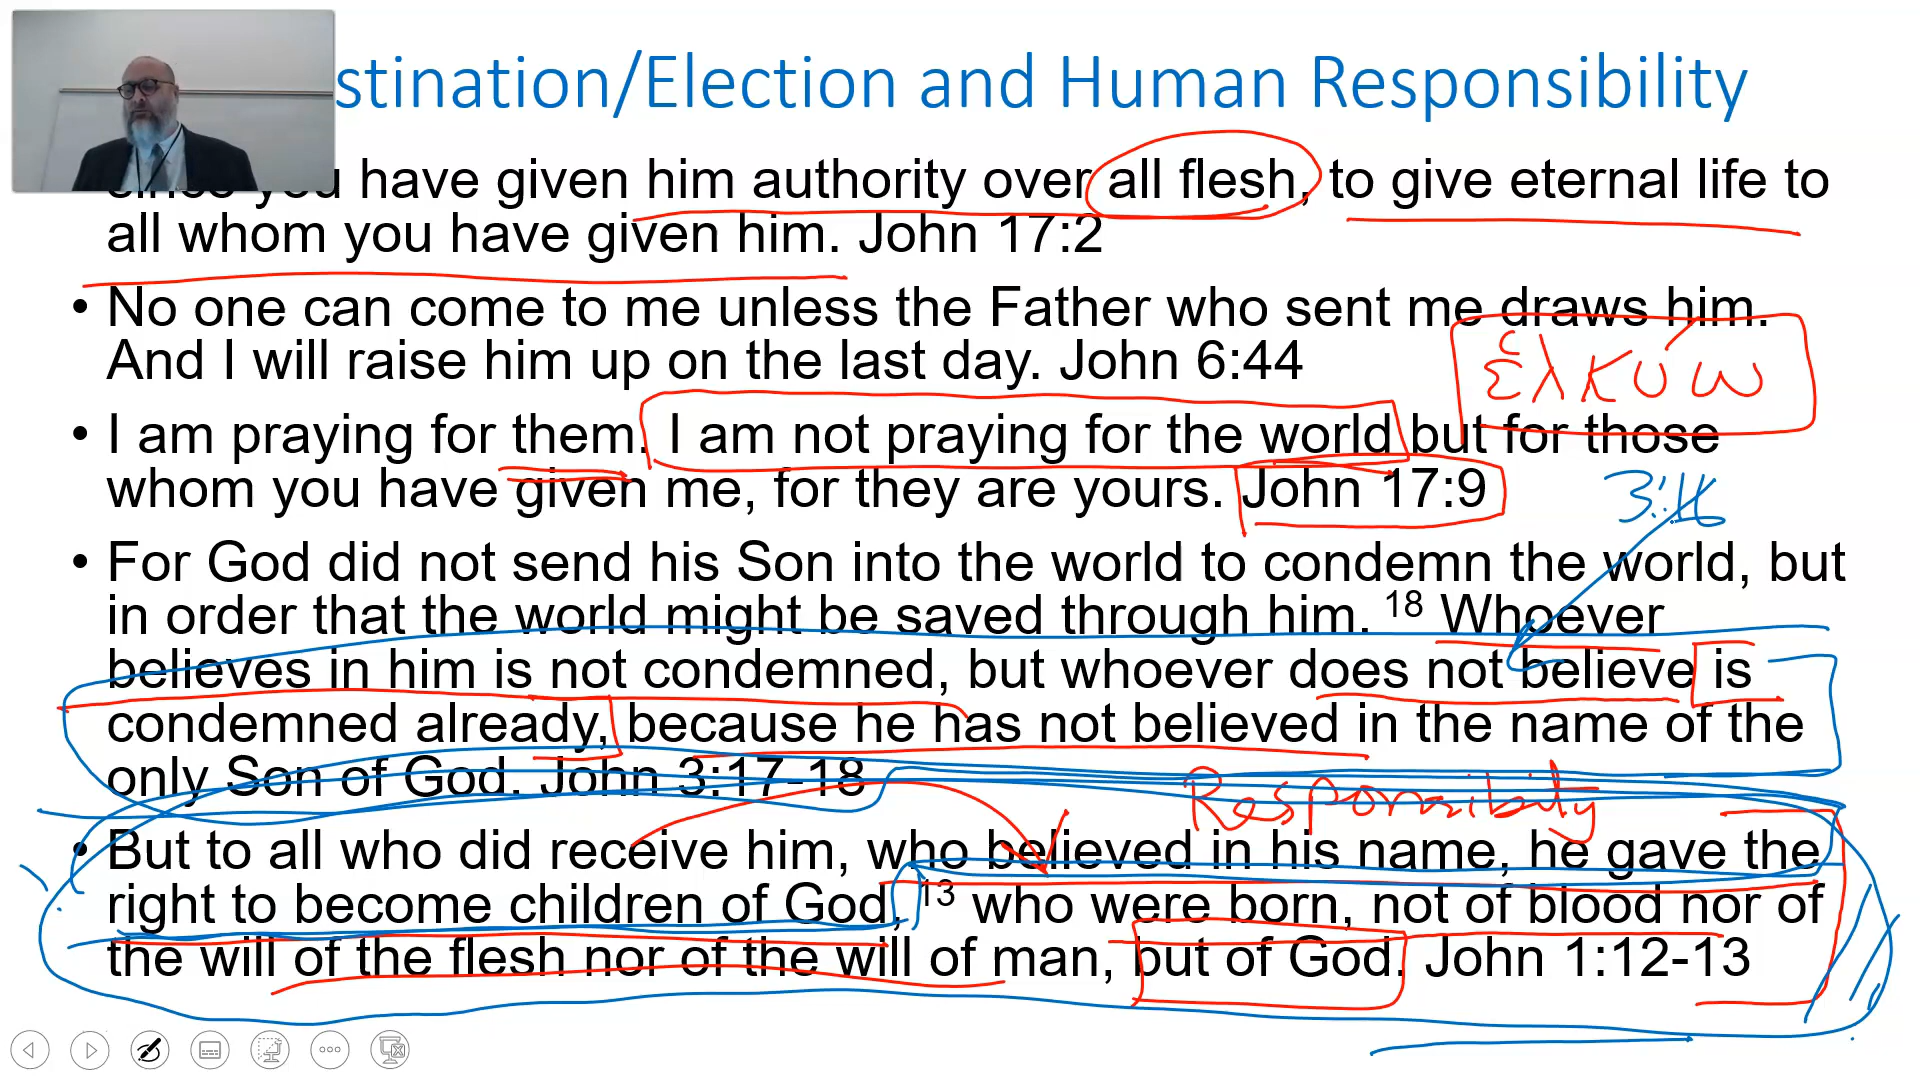 stination/Election and Human Responsibility
since you have given him authority over all flesh, to give eternal life to
all whom you have given him. John 17:2
• No one can come to me unless the Father who sent me draws him.
And I will raise him up on the last day. John 6:44
ἑλκύω
• I am praying for them. I am not praying for the world but for those
whom you have given me, for they are yours. John 17:9
3:16
• For God did not send his Son into the world to condemn the world, but
in order that the world might be saved through him. 18 Whoever
believes in him is not condemned, but whoever does not believe is
condemned already, because he has not believed in the name of the
only Son of God. John 3:17-18
Responsibility
• But to all who did receive him, who believed in his name, he gave the
right to become children of God, 13 who were born, not of blood nor of
the will of the flesh nor of the will of man, but of God. John 1:12-13